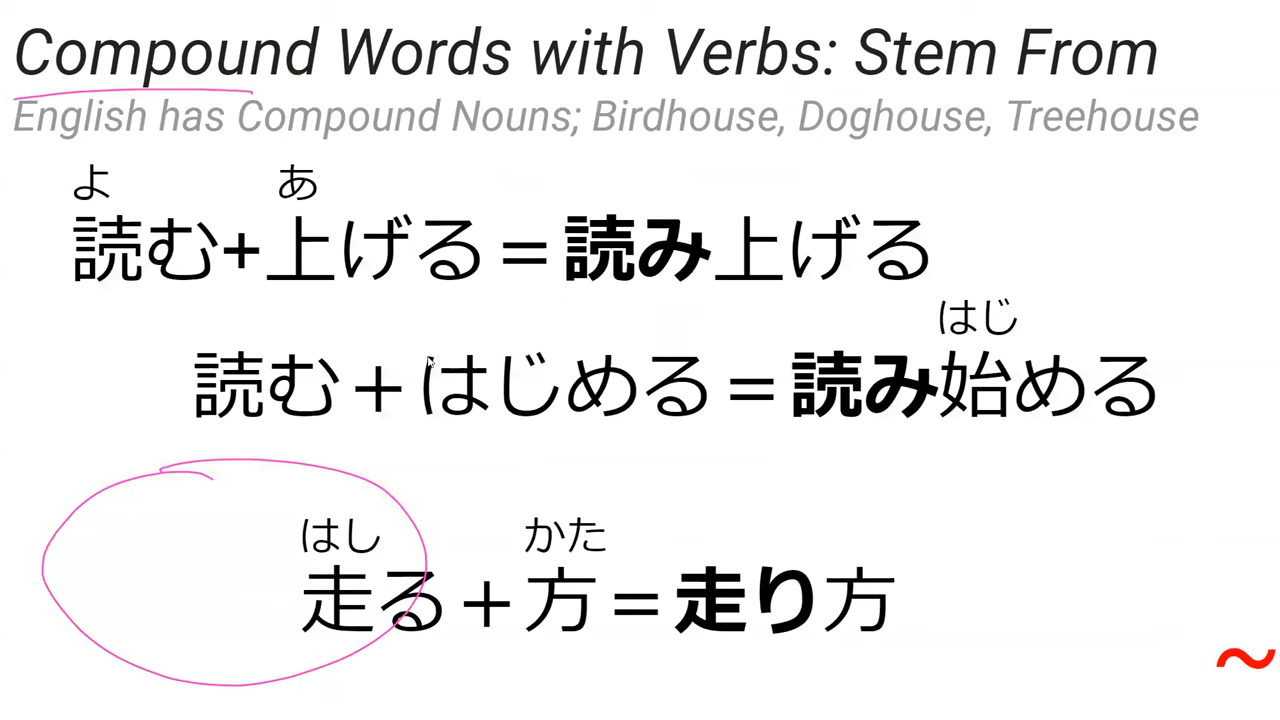 Compound Words with Verbs: Stem From
English has Compound Nouns; Birdhouse, Doghouse, Treehouse
よ あ
読む+上げる＝読み上げる
はじ
読む＋はじめる＝読み始める
はし かた
走る＋方＝走り方
~